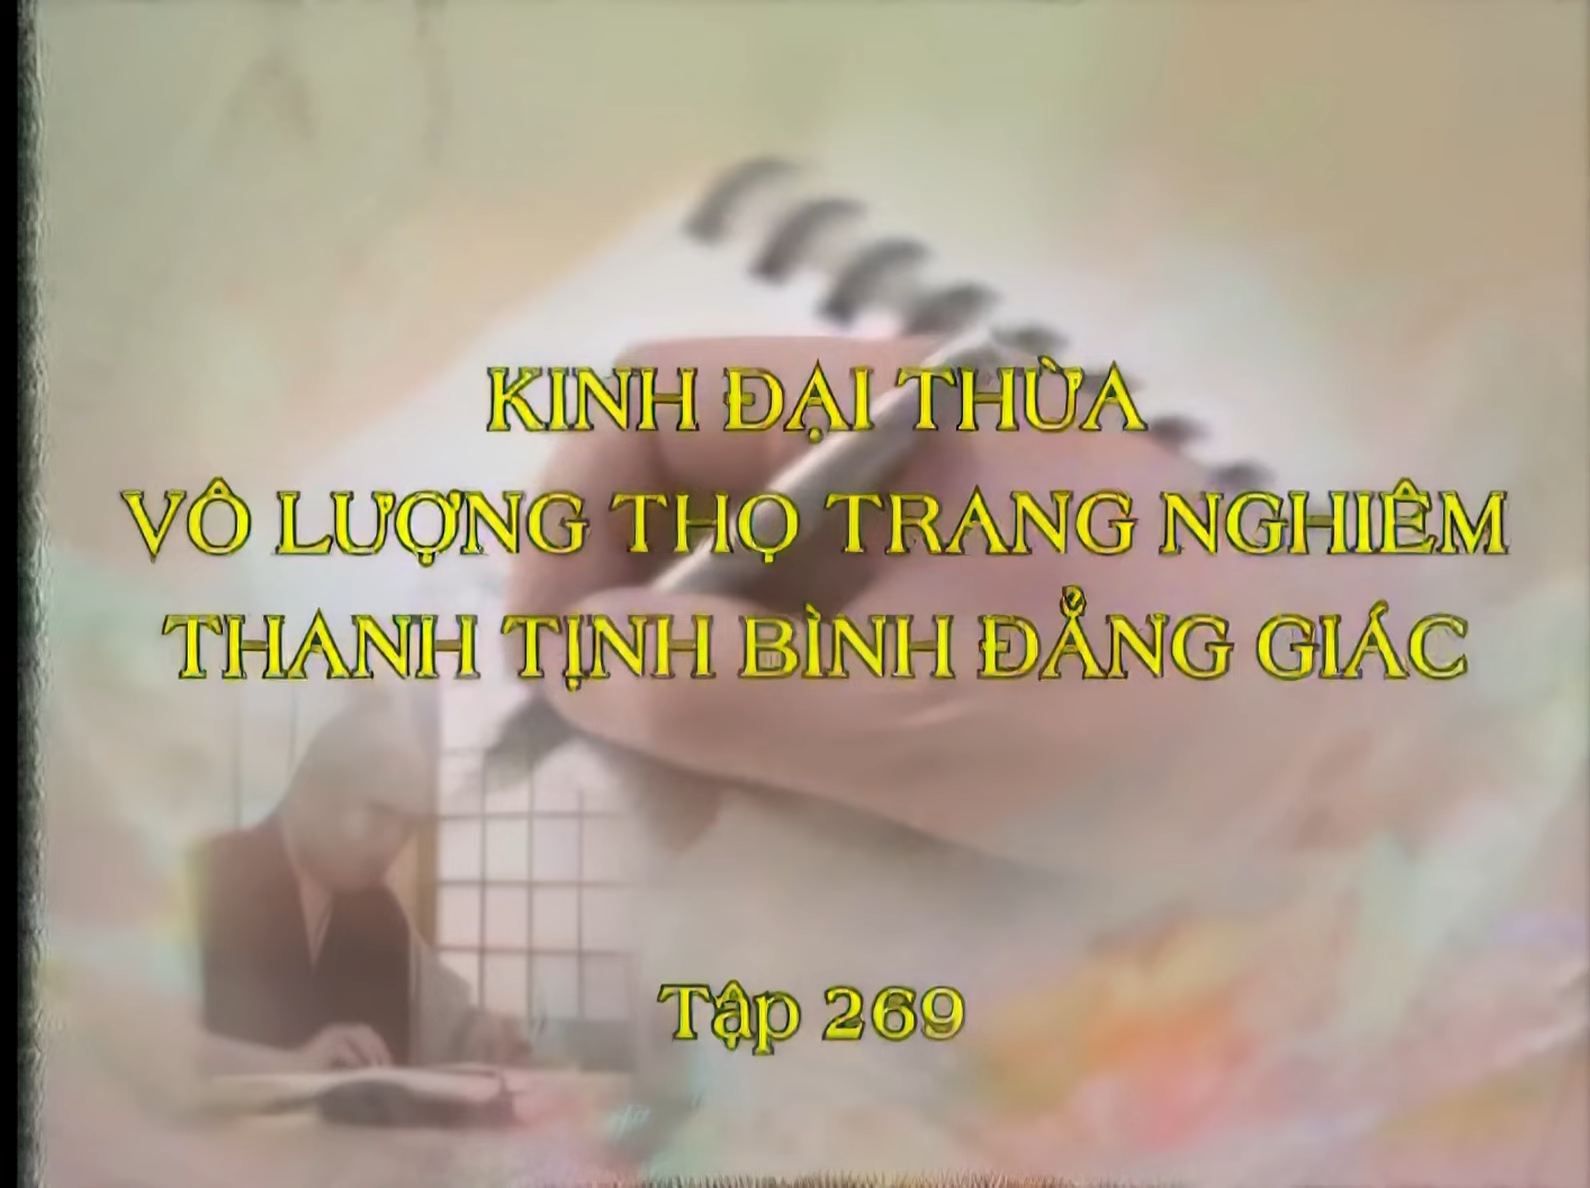 KINH ĐẠI THỪA
VÔ LƯỢNG THỌ TRANG NGHIÊM
THANH TỊNH BÌNH ĐẲNG GIÁC
Tập 269